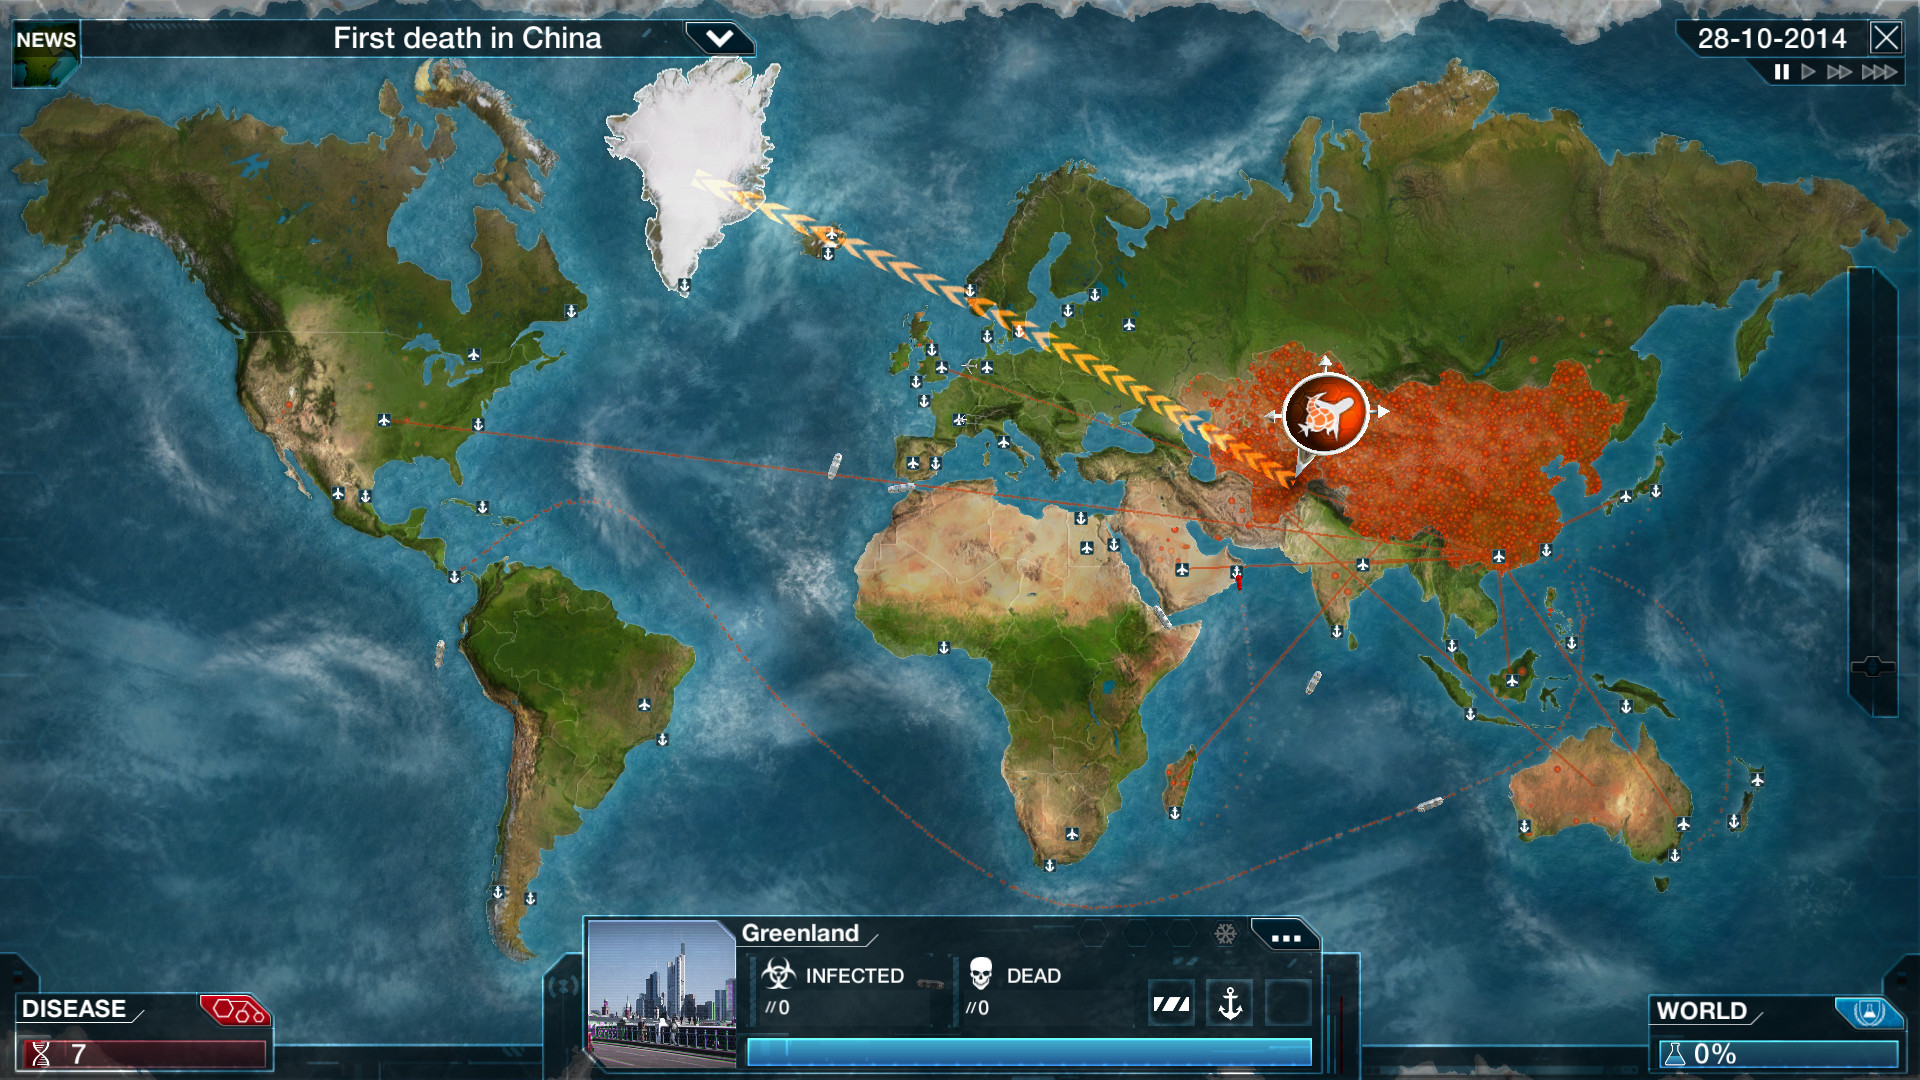 NEWS
First death in China
28-10-2014
Greenland
INFECTED
//0
DEAD
//0
DISEASE
7
WORLD
0%